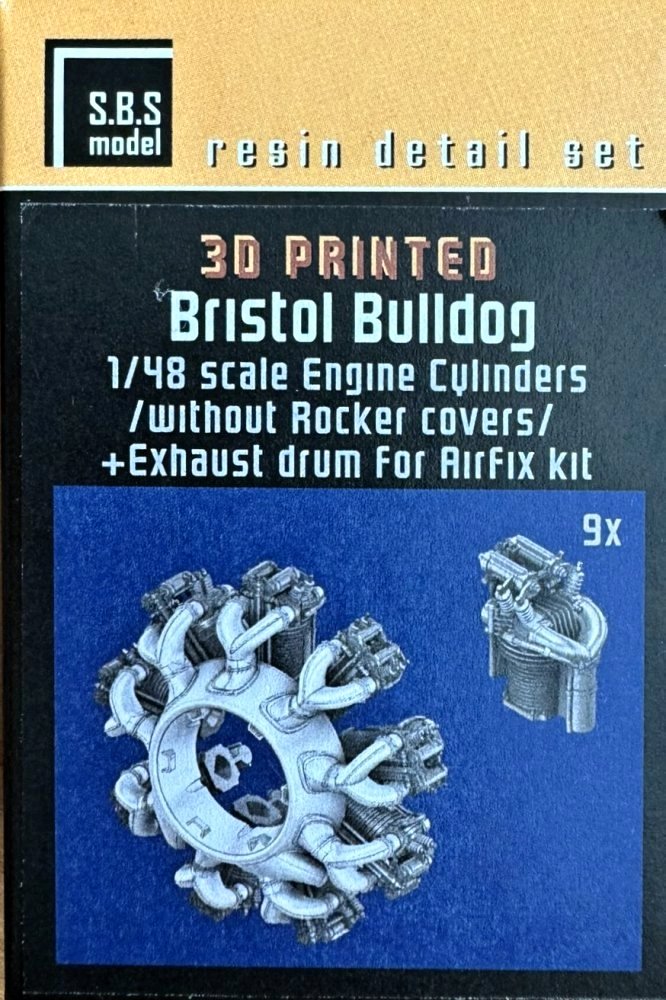 S.B.S
model
resin detail set
3D PRINTED
Bristol Bulldog
1/48 scale Engine Cylinders
/without Rocker covers/
+Exhaust drum for Airfix kit
9x